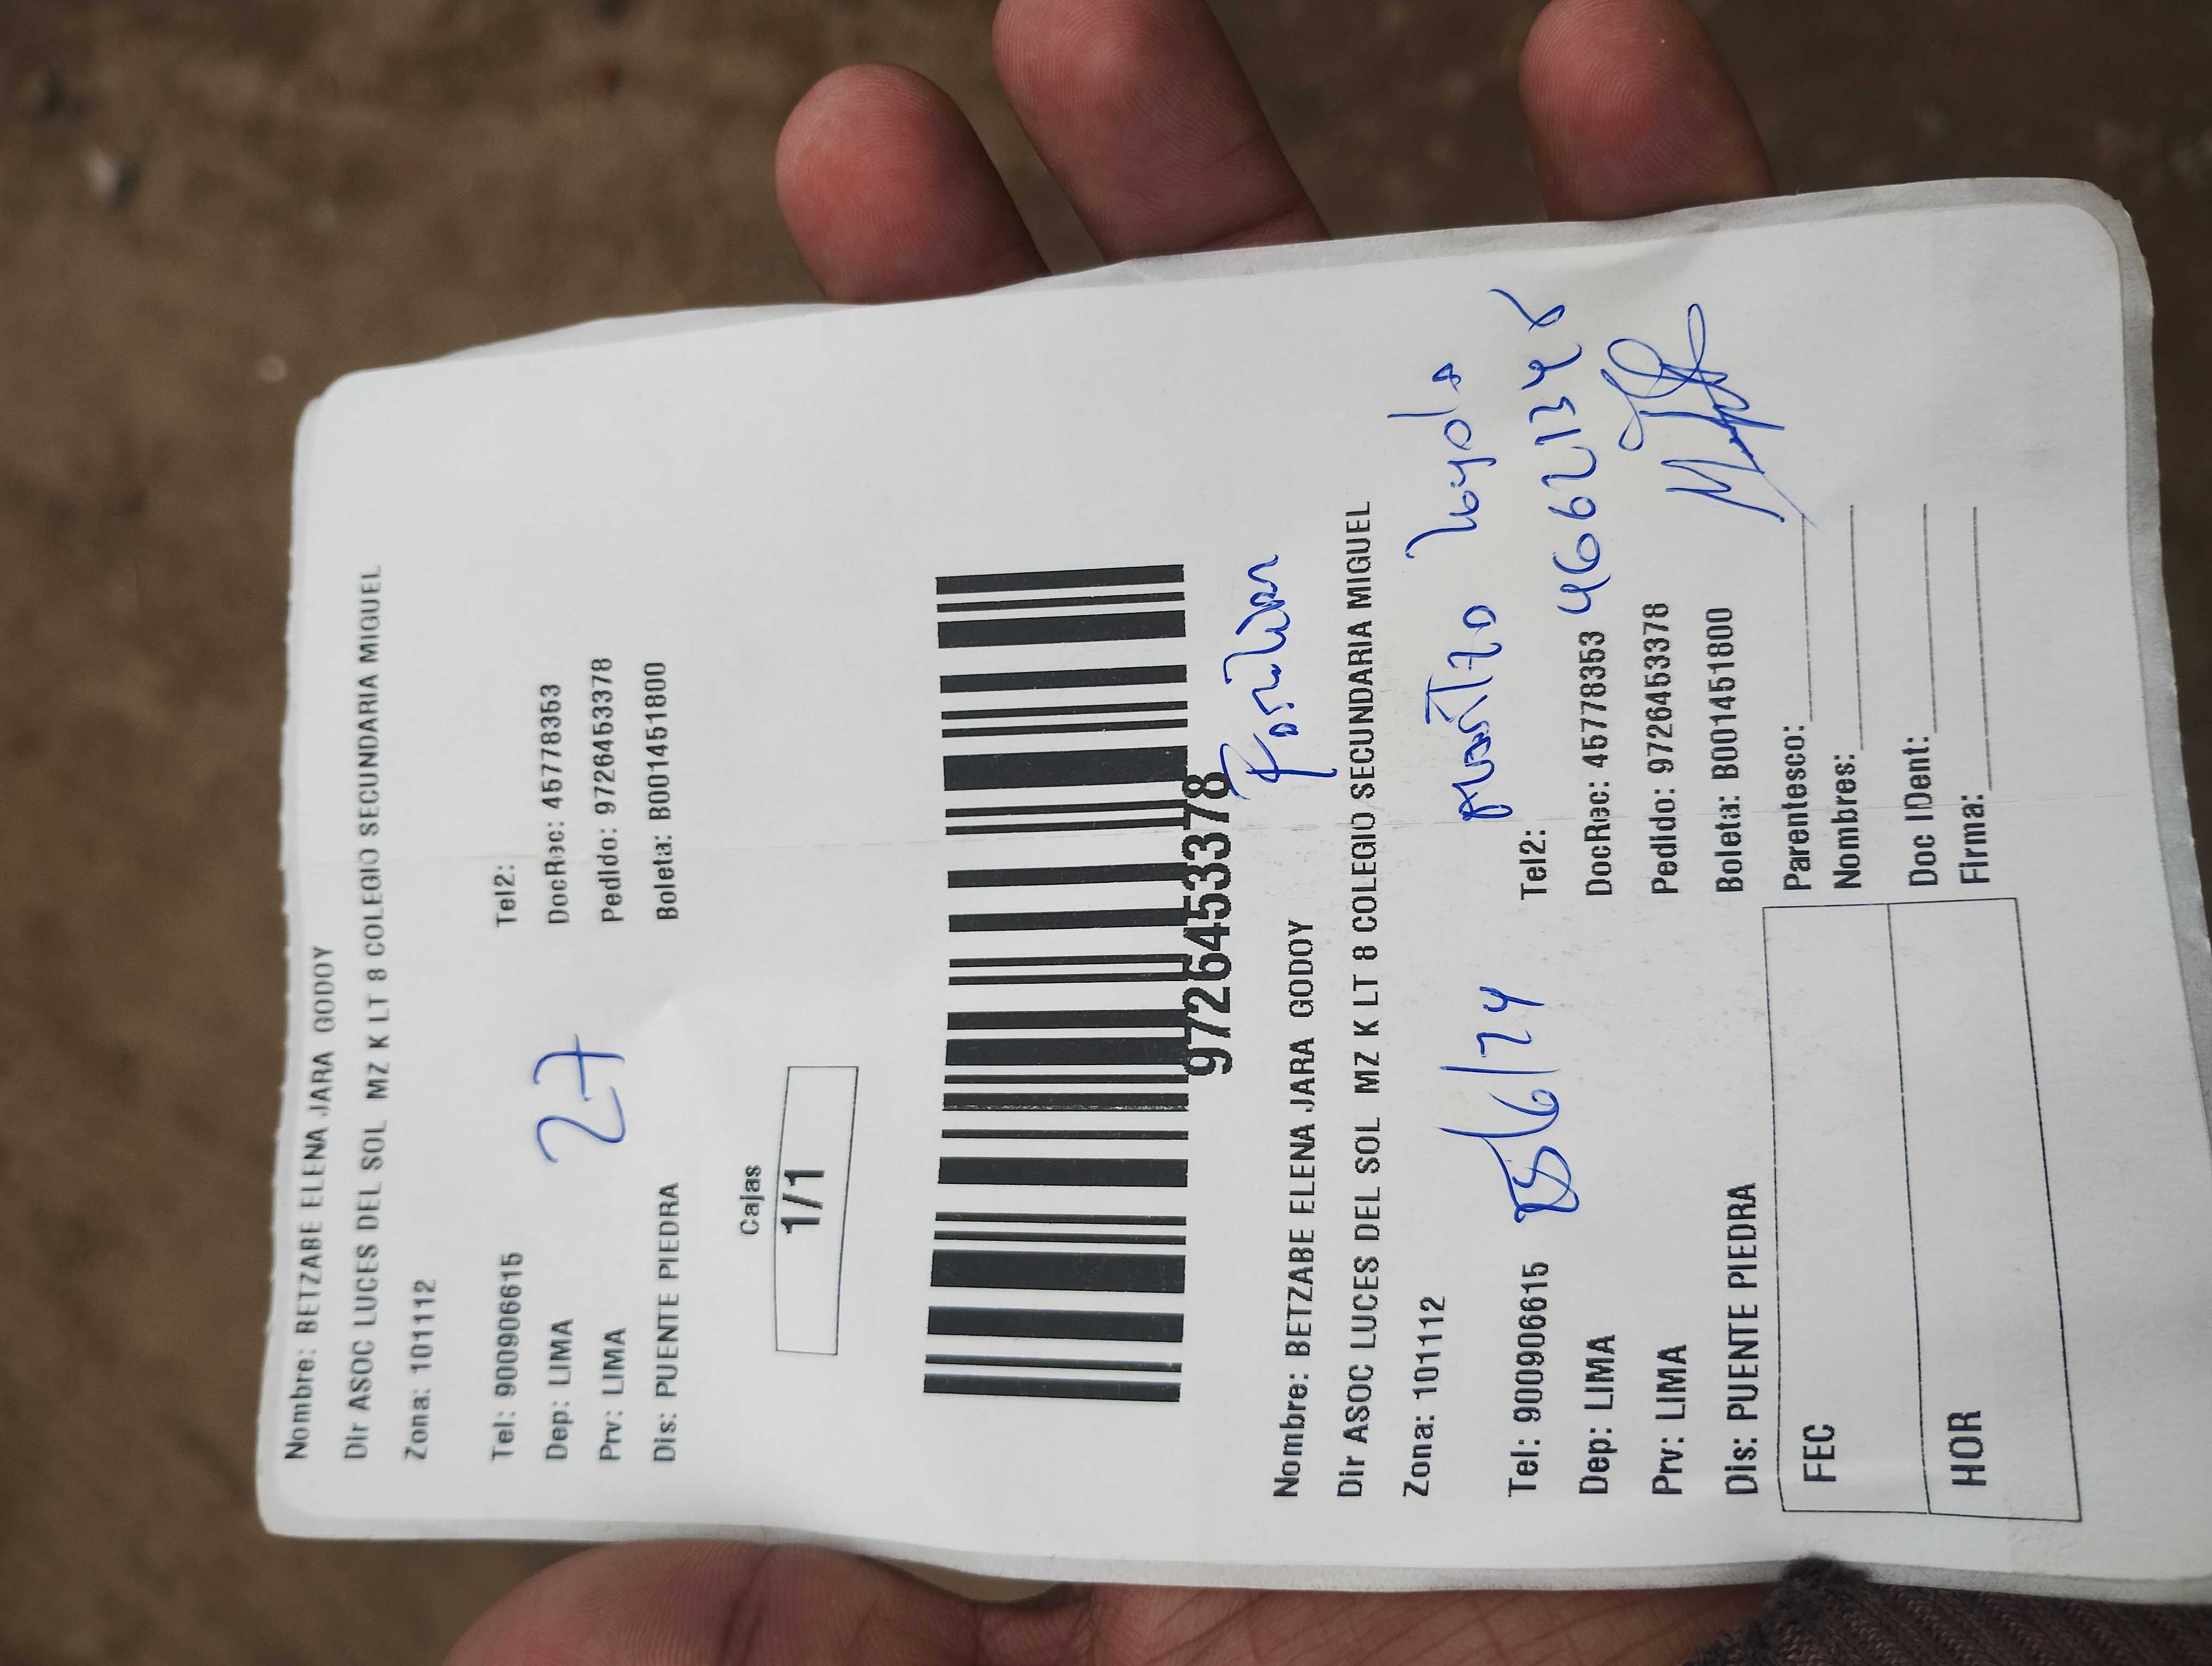 Nombre: BETZABE ELENA JARA GODOY
Dir ASOC LUCES DEL SOL MZ K LT 8 COLEGIO SECUNDARIA MIGUEL
Zona: 101112
Tel: 900906615 Tel2:
Dep: LIMA 27 DocRec: 45778353
Prv: LIMA Pedido: 9726453378
Dis: PUENTE PIEDRA Boleta: B001451800
Cajas
1/1
9726453378
Nombre: BETZABE ELENA JARA GODOY
Dir ASOC LUCES DEL SOL MZ K LT 8 COLEGIO SECUNDARIA MIGUEL
Zona: 101112
Tel: 900906615 Tel2:
Dep: LIMA DocRec: 45778353
Prv: LIMA Pedido: 9726453378
Dis: PUENTE PIEDRA Boleta: B001451800
FEC Parentesco:
Nombres:
HOR Doc IDent:
Firma: